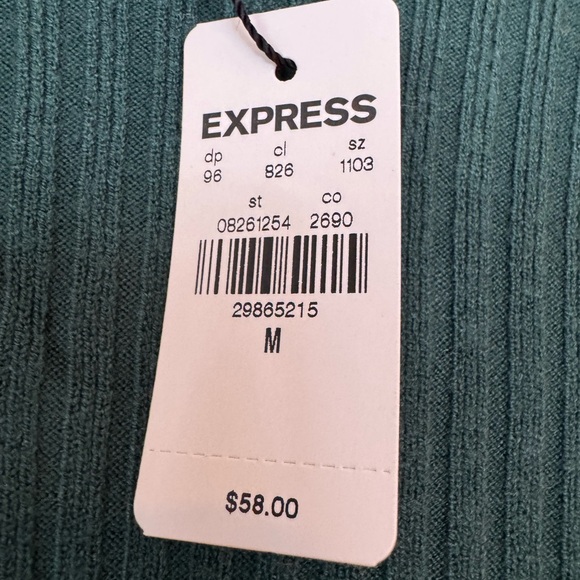 EXPRESS
dp cl sz
96 826 1103
st co
08261254 2690
29865215
M
$58.00